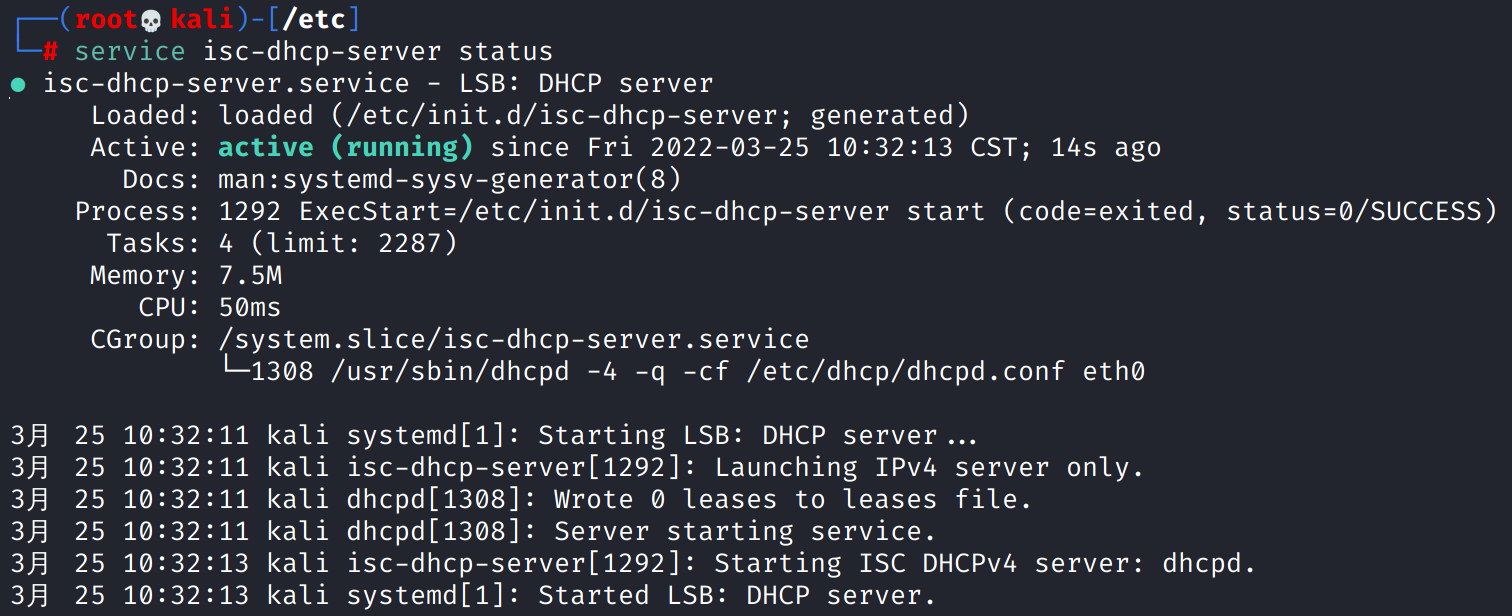 ┌──(root💀kali)-[/etc]
└─# service isc-dhcp-server status
● isc-dhcp-server.service - LSB: DHCP server
     Loaded: loaded (/etc/init.d/isc-dhcp-server; generated)
     Active: active (running) since Fri 2022-03-25 10:32:13 CST; 14s ago
       Docs: man:systemd-sysv-generator(8)
    Process: 1292 ExecStart=/etc/init.d/isc-dhcp-server start (code=exited, status=0/SUCCESS)
      Tasks: 4 (limit: 2287)
     Memory: 7.5M
        CPU: 50ms
     CGroup: /system.slice/isc-dhcp-server.service
             └─1308 /usr/sbin/dhcpd -4 -q -cf /etc/dhcp/dhcpd.conf eth0

3月 25 10:32:11 kali systemd[1]: Starting LSB: DHCP server...
3月 25 10:32:11 kali isc-dhcp-server[1292]: Launching IPv4 server only.
3月 25 10:32:11 kali dhcpd[1308]: Wrote 0 leases to leases file.
3月 25 10:32:11 kali dhcpd[1308]: Server starting service.
3月 25 10:32:13 kali isc-dhcp-server[1292]: Starting ISC DHCPv4 server: dhcpd.
3月 25 10:32:13 kali systemd[1]: Started LSB: DHCP server.